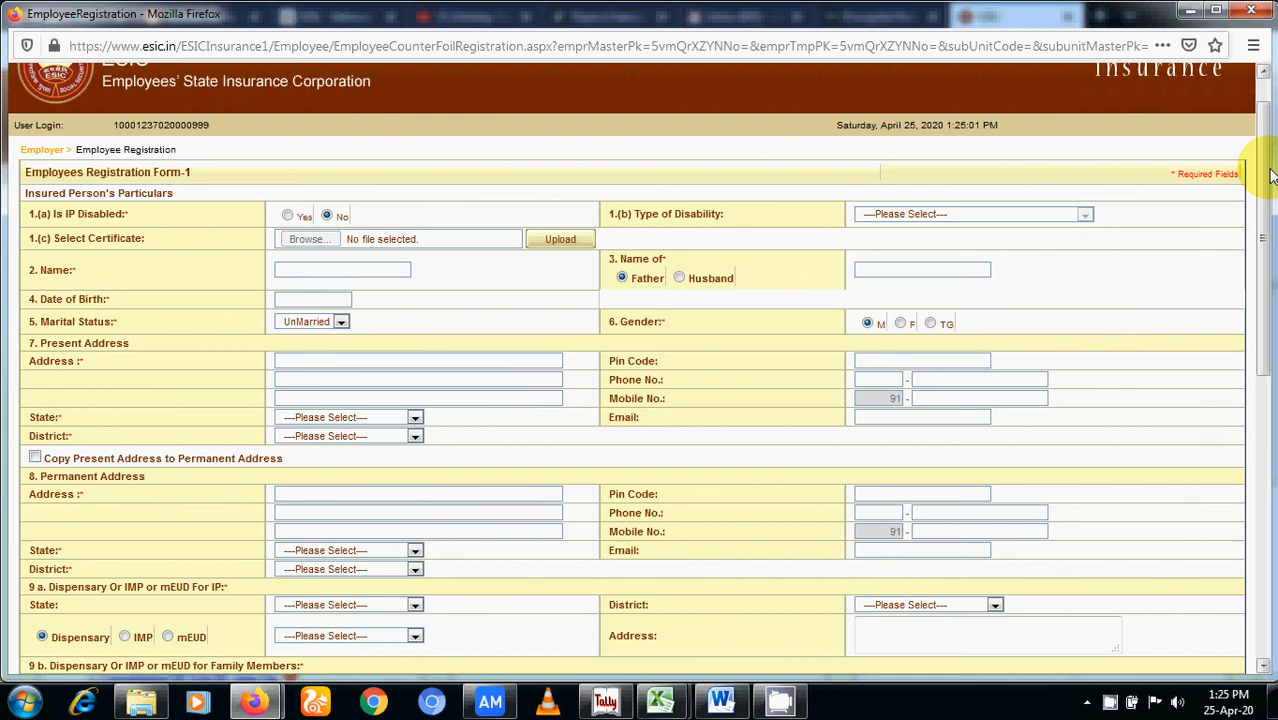 EmployeeRegistration - Mozilla Firefox
https://www.esic.in/ESICInsurance1/Employee/EmployeeCounterFoilRegistration.aspx?emprMasterPk=5vmQrXZYNNo=&emprTmpPK=5vmQrXZYNNo=&subUnitCode=&subunitMasterPk=
ESIC
Insurance
Employees' State Insurance Corporation
User Login: 10001237020000999 Saturday, April 25, 2020 1:25:01 PM
Employer > Employee Registration
Employees Registration Form-1 * Required Fields
Insured Person's Particulars
1.(a) Is IP Disabled:* Yes No 1.(b) Type of Disability: ---Please Select---
1.(c) Select Certificate: Browse... No file selected. Upload
2. Name:* 3. Name of*
Father Husband
4. Date of Birth:*
5. Marital Status:* UnMarried 6. Gender:* M F TG
7. Present Address
Address :* Pin Code:
Phone No.: -
Mobile No.: 91 -
State:* ---Please Select--- Email:
District:* ---Please Select---
Copy Present Address to Permanent Address
8. Permanent Address
Address :* Pin Code:
Phone No.: -
Mobile No.: 91 -
State:* ---Please Select--- Email:
District:* ---Please Select---
9 a. Dispensary Or IMP or mEUD For IP:*
State: ---Please Select--- District: ---Please Select---
Dispensary IMP mEUD ---Please Select--- Address:
9 b. Dispensary Or IMP or mEUD for Family Members:*
AM Tally
1:25 PM
25-Apr-20